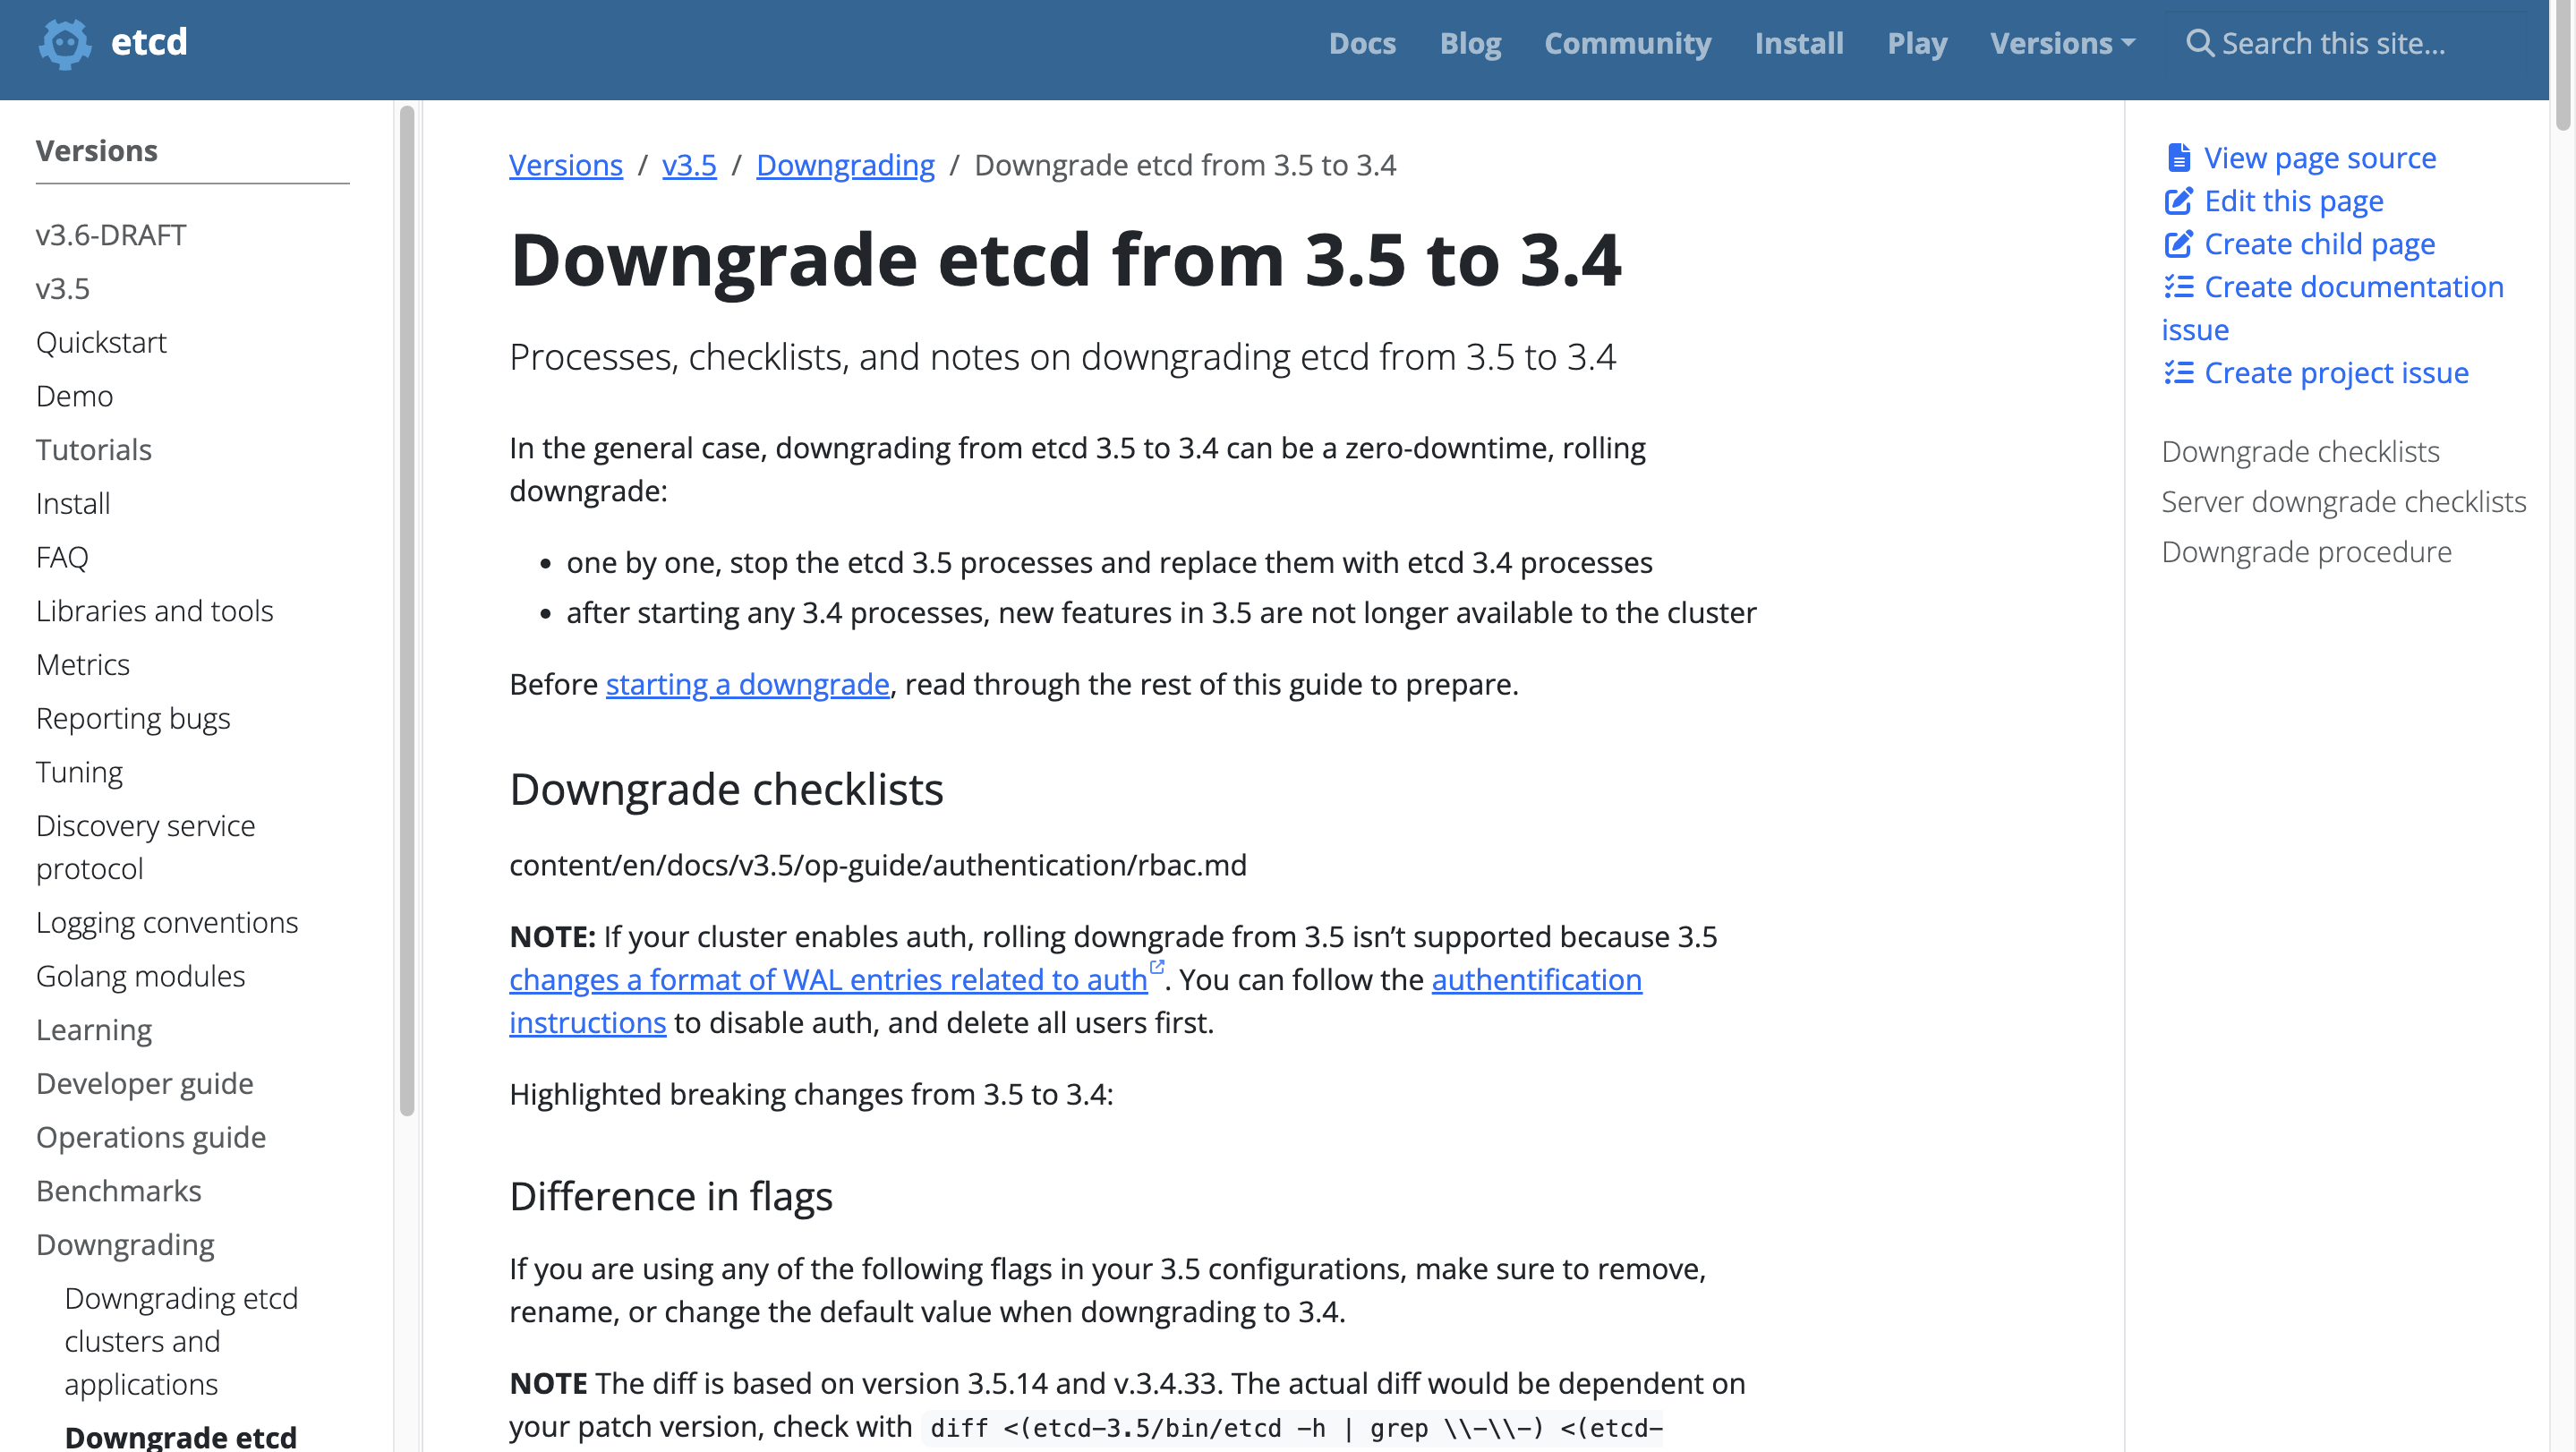 etcd
Docs
Blog
Community
Install
Play
Versions
Search this site...
Versions
v3.6-DRAFT
v3.5
Quickstart
Demo
Tutorials
Install
FAQ
Libraries and tools
Metrics
Reporting bugs
Tuning
Discovery service
protocol
Logging conventions
Golang modules
Learning
Developer guide
Operations guide
Benchmarks
Downgrading
Downgrading etcd
clusters and
applications
Downgrade etcd
Versions / v3.5 / Downgrading / Downgrade etcd from 3.5 to 3.4
Downgrade etcd from 3.5 to 3.4
Processes, checklists, and notes on downgrading etcd from 3.5 to 3.4
In the general case, downgrading from etcd 3.5 to 3.4 can be a zero-downtime, rolling
downgrade:
• one by one, stop the etcd 3.5 processes and replace them with etcd 3.4 processes
• after starting any 3.4 processes, new features in 3.5 are not longer available to the cluster
Before starting a downgrade, read through the rest of this guide to prepare.
Downgrade checklists
content/en/docs/v3.5/op-guide/authentication/rbac.md
NOTE: If your cluster enables auth, rolling downgrade from 3.5 isn’t supported because 3.5
changes a format of WAL entries related to auth. You can follow the authentification
instructions to disable auth, and delete all users first.
Highlighted breaking changes from 3.5 to 3.4:
Difference in flags
If you are using any of the following flags in your 3.5 configurations, make sure to remove,
rename, or change the default value when downgrading to 3.4.
NOTE The diff is based on version 3.5.14 and v.3.4.33. The actual diff would be dependent on
your patch version, check with diff <(etcd-3.5/bin/etcd -h | grep \\-\\-) <(etcd-
View page source
Edit this page
Create child page
Create documentation
issue
Create project issue
Downgrade checklists
Server downgrade checklists
Downgrade procedure